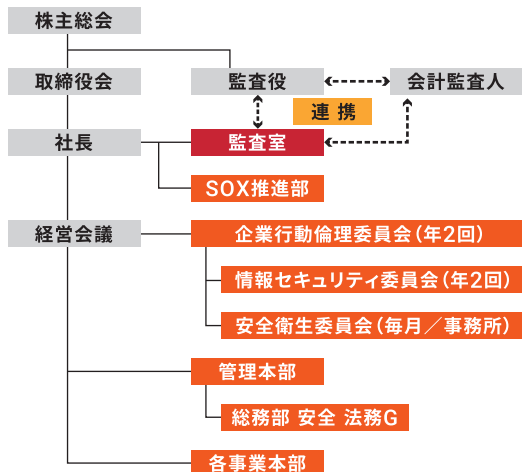 株主総会
取締役会
監査役
会計監査人
連 携
社長
監査室
SOX推進部
経営会議
企業行動倫理委員会（年2回）
情報セキュリティ委員会（年2回）
安全衛生委員会（毎月／事務所）
管理本部
総務部 安全 法務G
各事業本部